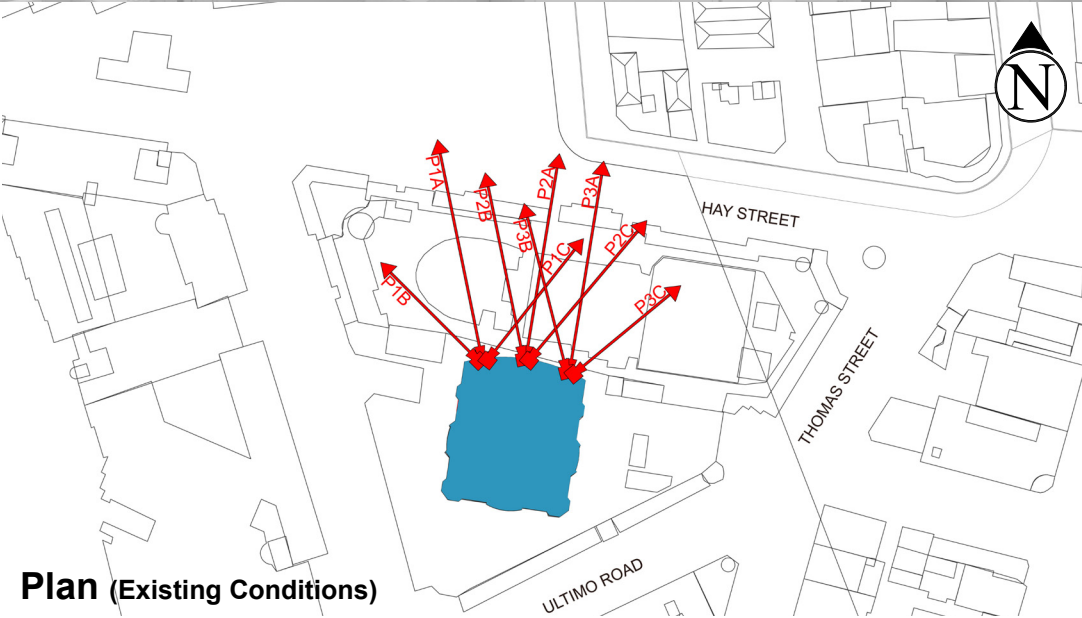 N
P1A
P2B
P2A
P3A
P3B
P1C
P2C
P1B
P3C
HAY STREET
THOMAS STREET
ULTIMO ROAD
Plan (Existing Conditions)